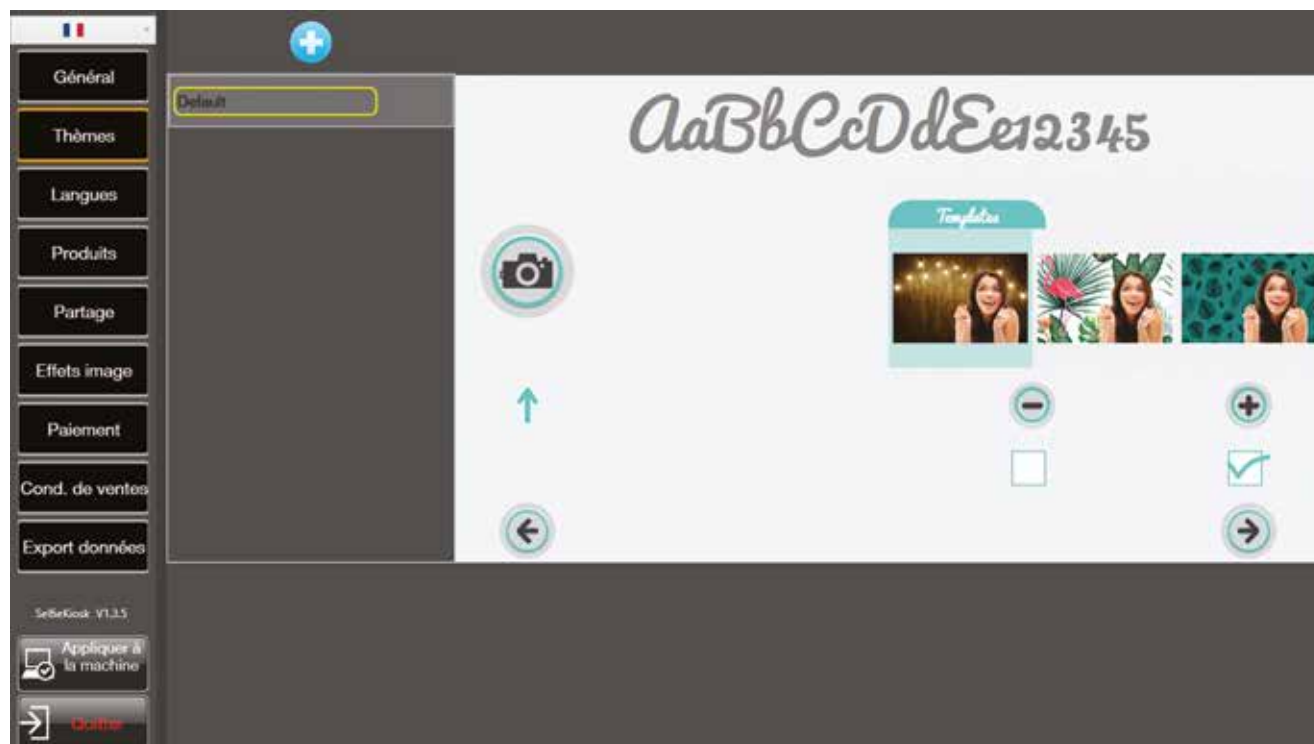 Général
Thèmes
Langues
Produits
Partage
Effets image
Paiement
Cond. de ventes
Export données
SelfieKiosk V1.3.5
Appliquer à
la machine
Quitter
Default
AaBbCcDdEe12345
Templates